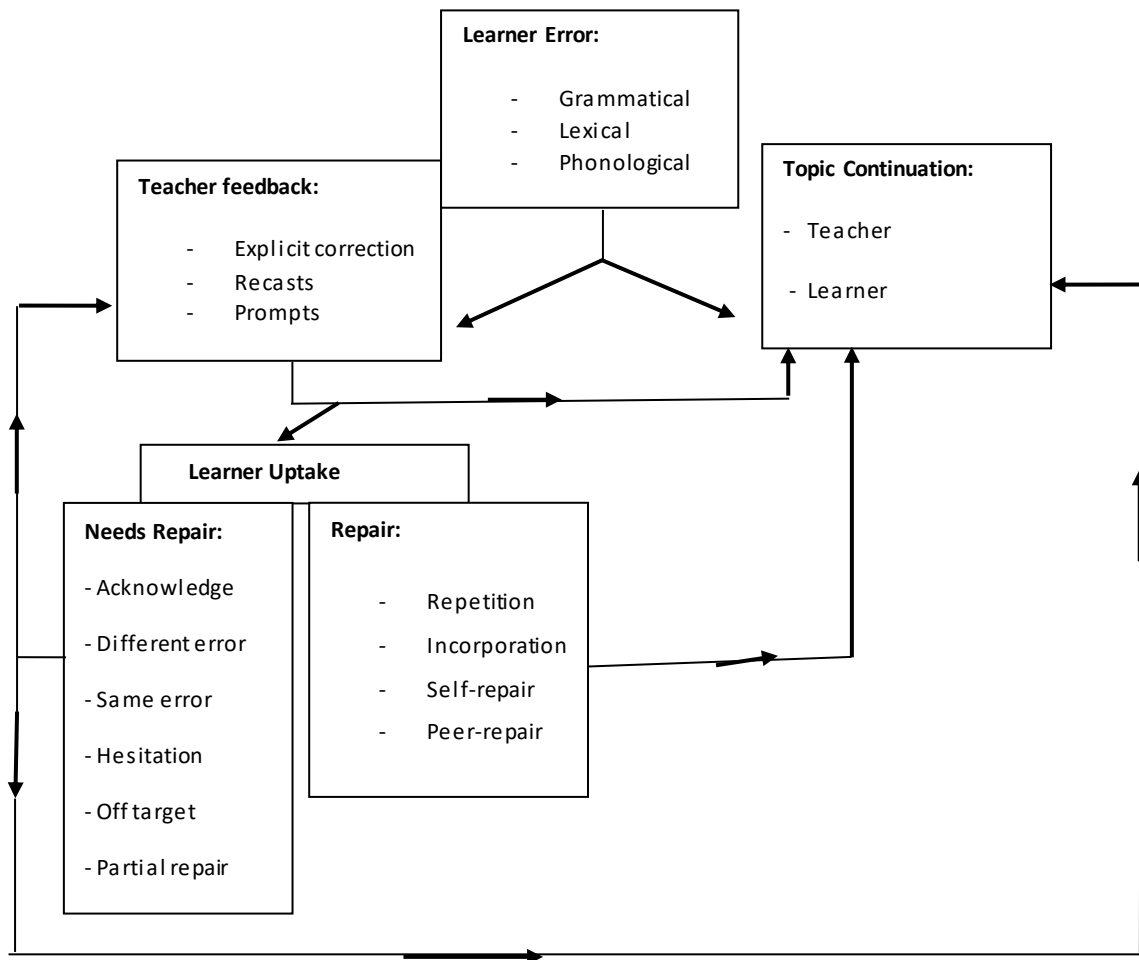 Learner Error:
- Grammatical
- Lexical
- Phonological
Teacher feedback:
- Explicit correction
- Recasts
- Prompts
Topic Continuation:
- Teacher
- Learner
Learner Uptake
Needs Repair:
- Acknowledge
- Different error
- Same error
- Hesitation
- Off target
- Partial repair
Repair:
- Repetition
- Incorporation
- Self-repair
- Peer-repair